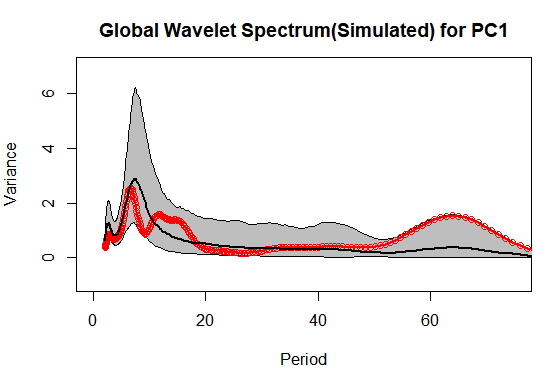 Global Wavelet Spectrum(Simulated) for PC1
Variance
6
4
2
0
0 20 40 60
Period